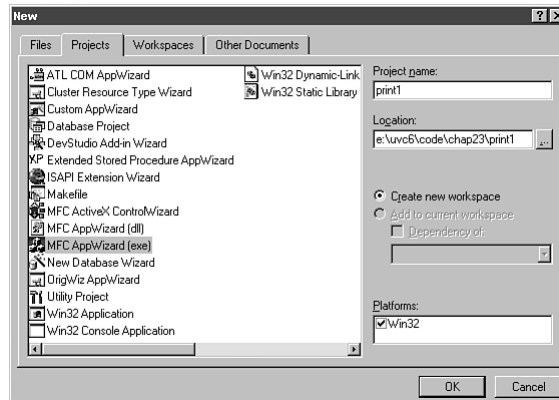 New
Files
Projects
Workspaces
Other Documents
ATL COM AppWizard
Cluster Resource Type Wizard
Custom AppWizard
Database Project
DevStudio Add-in Wizard
XP Extended Stored Procedure AppWizard
ISAPI Extension Wizard
Makefile
MFC ActiveX ControlWizard
MFC AppWizard (dll)
MFC AppWizard (exe)
New Database Wizard
OrigWiz AppWizard
Utility Project
Win32 Application
Win32 Console Application
Win32 Dynamic-Link
Win32 Static Library
Project name:
print1
Location:
e:\uvc6\code\chap23\print1
...
Create new workspace
Add to current workspace
Dependency of:
Platforms:
Win32
OK
Cancel